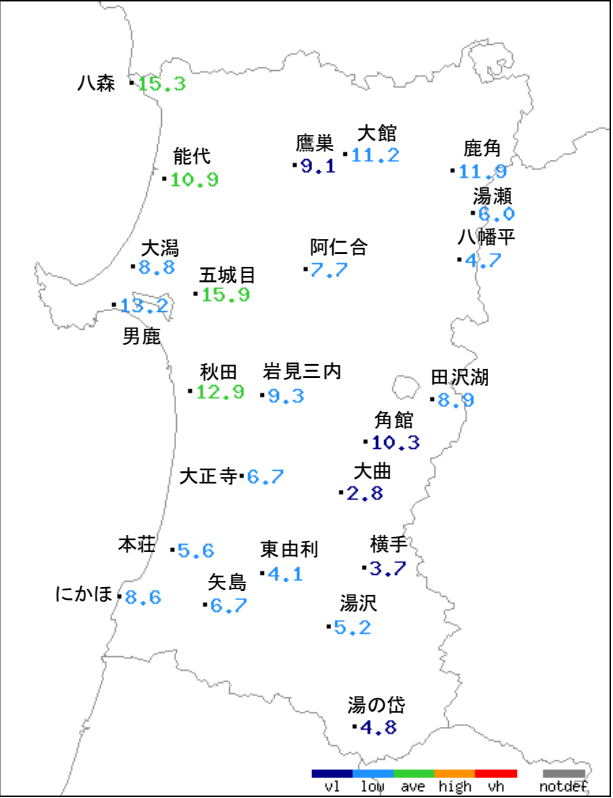 八森
15.3
鷹巣
9.1
大館
11.2
鹿角
11.9
能代
10.9
湯瀬
6.0
八幡平
4.7
大潟
8.8
五城目
15.9
阿仁合
7.7
13.2
男鹿
秋田
12.9
岩見三内
9.3
田沢湖
8.9
角館
10.3
大正寺
6.7
大曲
2.8
本荘
5.6
東由利
4.1
横手
3.7
にかほ
8.6
矢島
6.7
湯沢
5.2
湯の岱
4.8
vl low ave high vh notdef